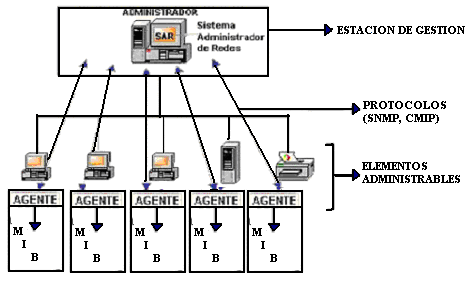 ADMINISTRADOR
SAR
Sistema
Administrador
de Redes
ESTACION DE GESTION
PROTOCOLOS
(SNMP, CMIP)
ELEMENTOS
ADMINISTRABLES
AGENTE AGENTE AGENTE AGENTE AGENTE
M M M M M
I I I I I
B B B B B